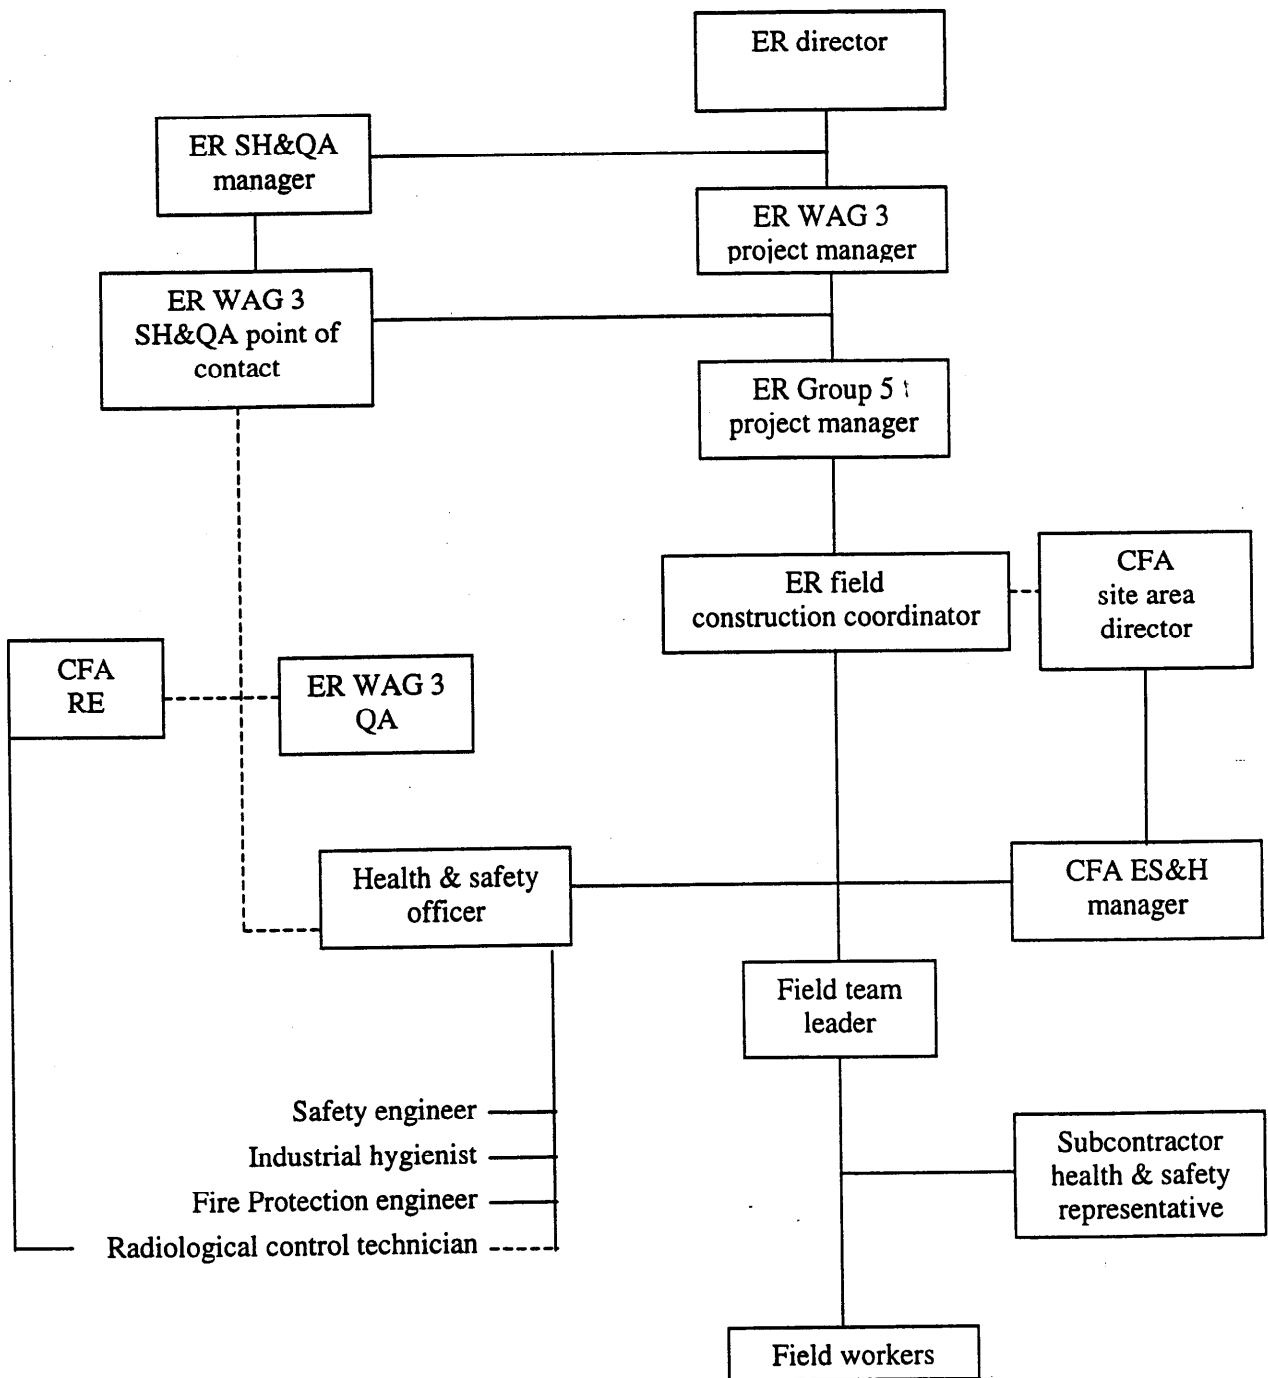 ER director
ER SH&QA
manager
ER WAG 3
project manager
ER WAG 3
SH&QA point of
contact
ER Group 5
project manager
ER field
construction coordinator
CFA
site area
director
CFA
RE
ER WAG 3
QA
Health & safety
officer
CFA ES&H
manager
Field team
leader
Safety engineer
Industrial hygienist
Fire Protection engineer
Radiological control technician
Subcontractor
health & safety
representative
Field workers